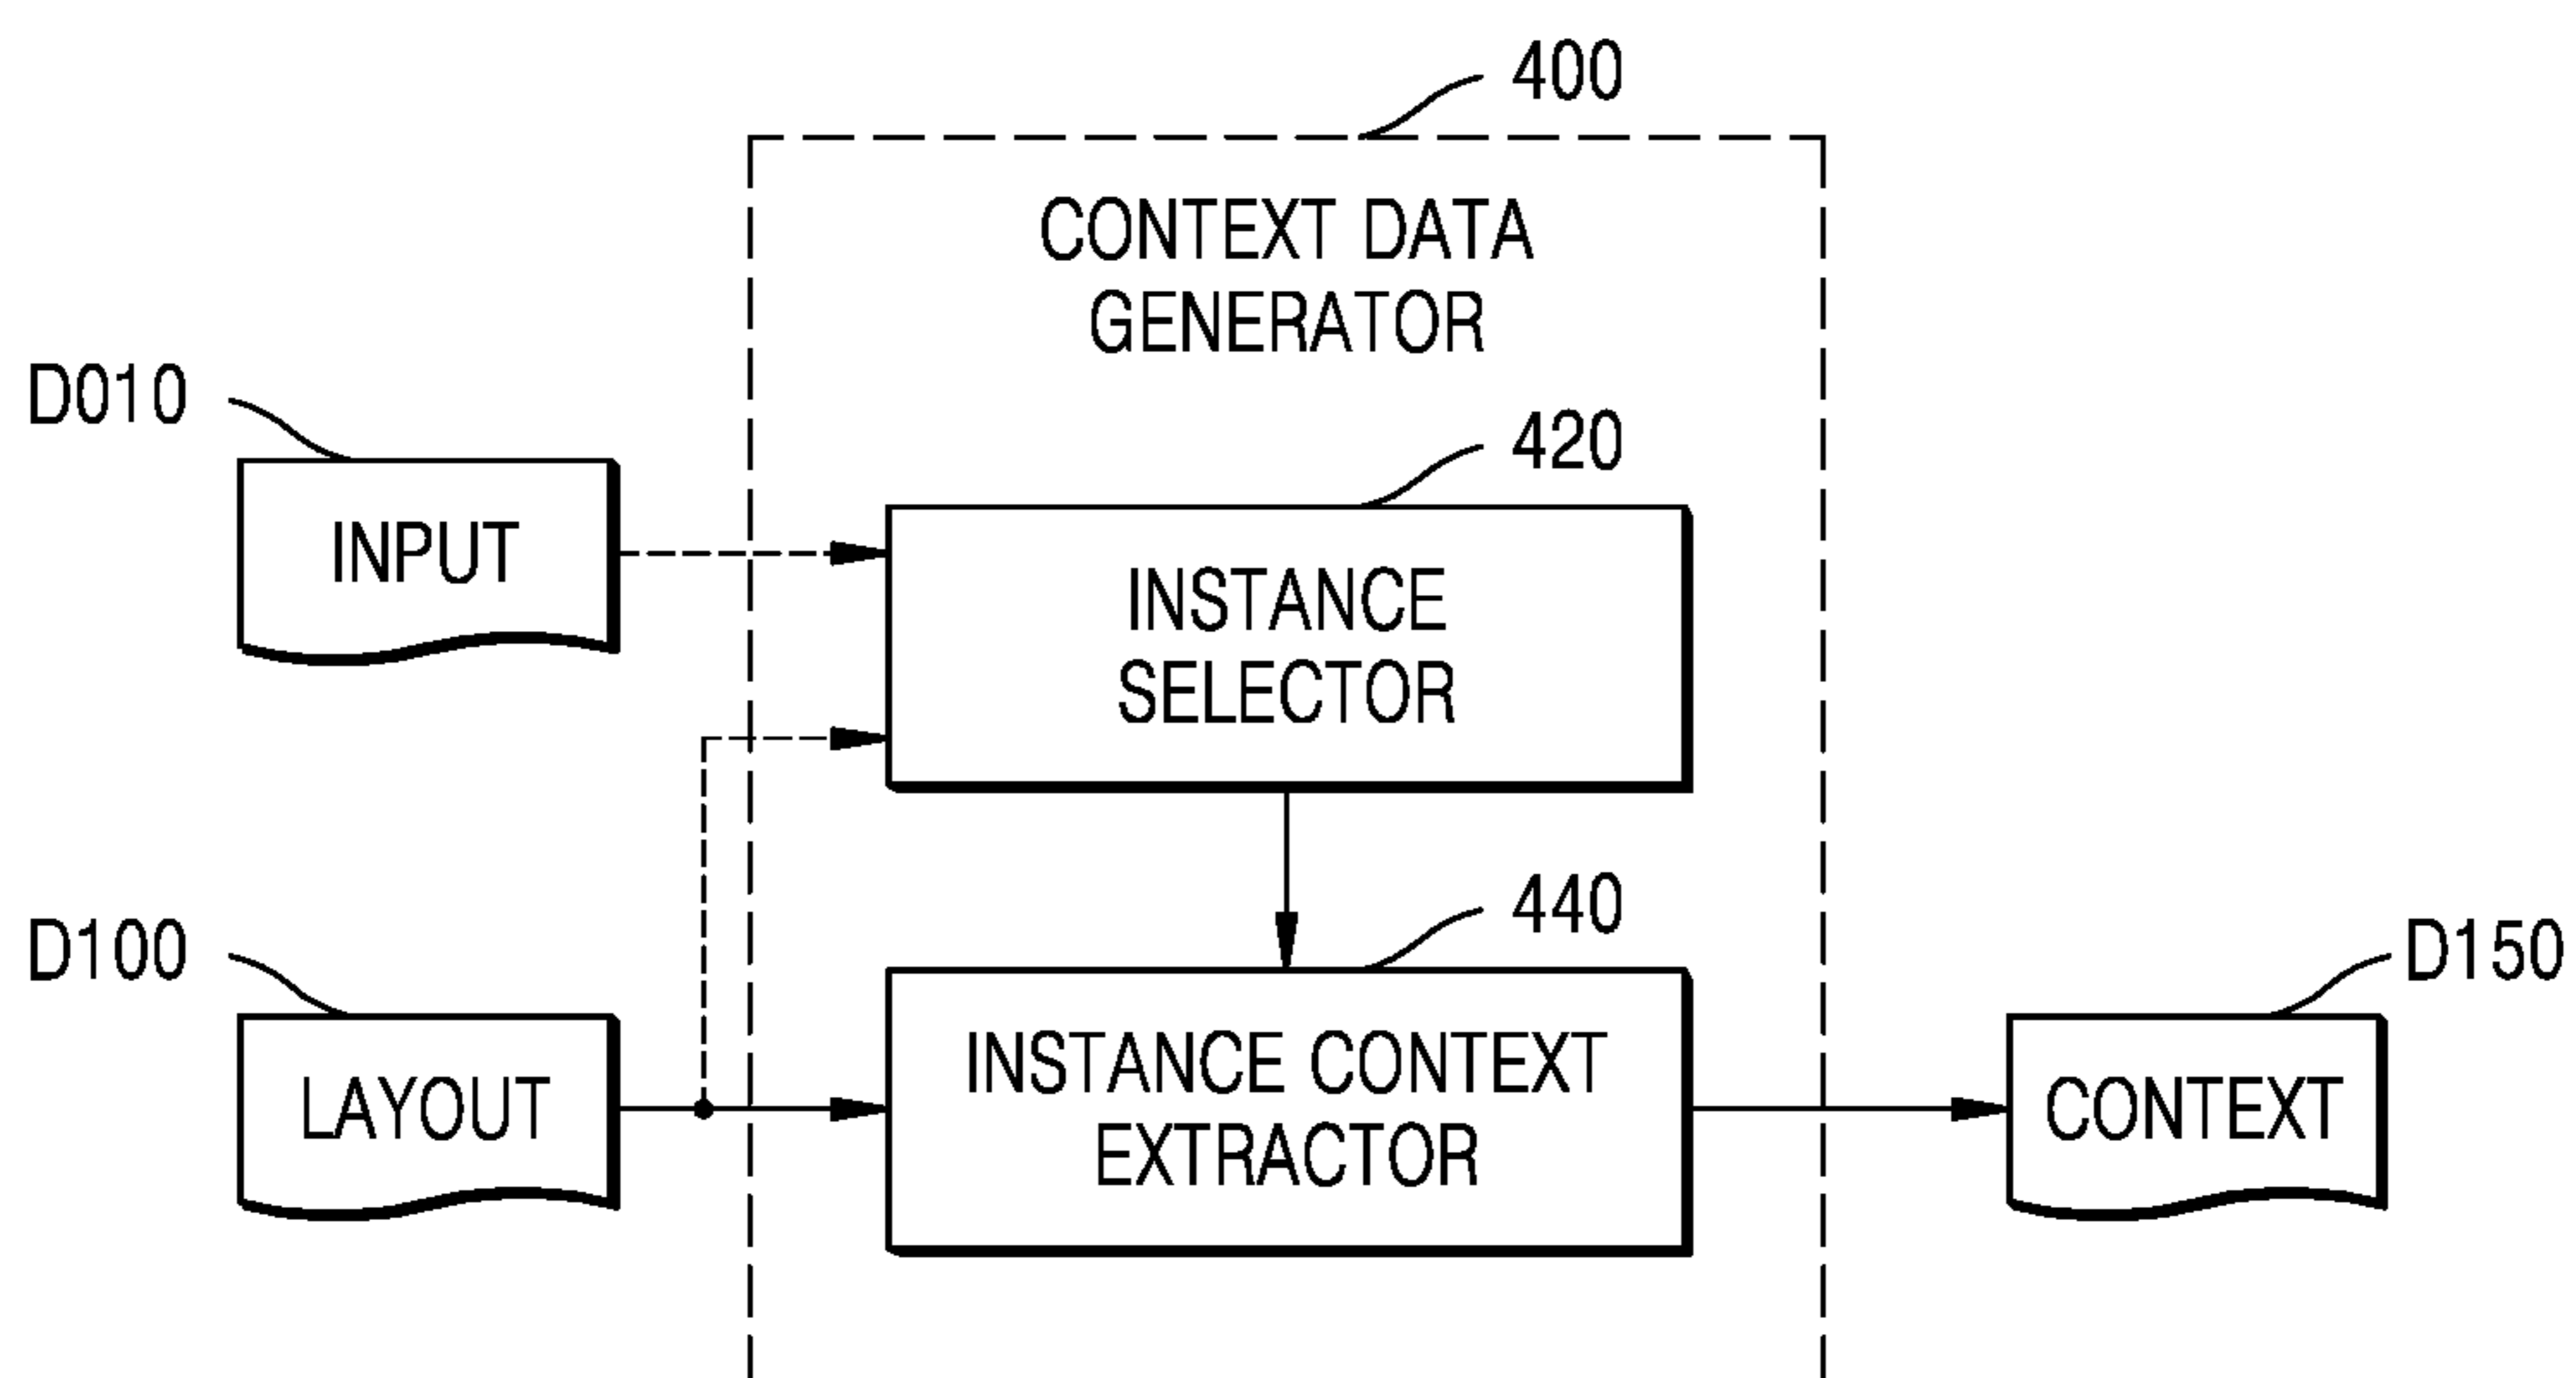 400
CONTEXT DATA
GENERATOR
D010
420
INPUT
INSTANCE
SELECTOR
D100
440
D150
LAYOUT
INSTANCE CONTEXT
EXTRACTOR
CONTEXT